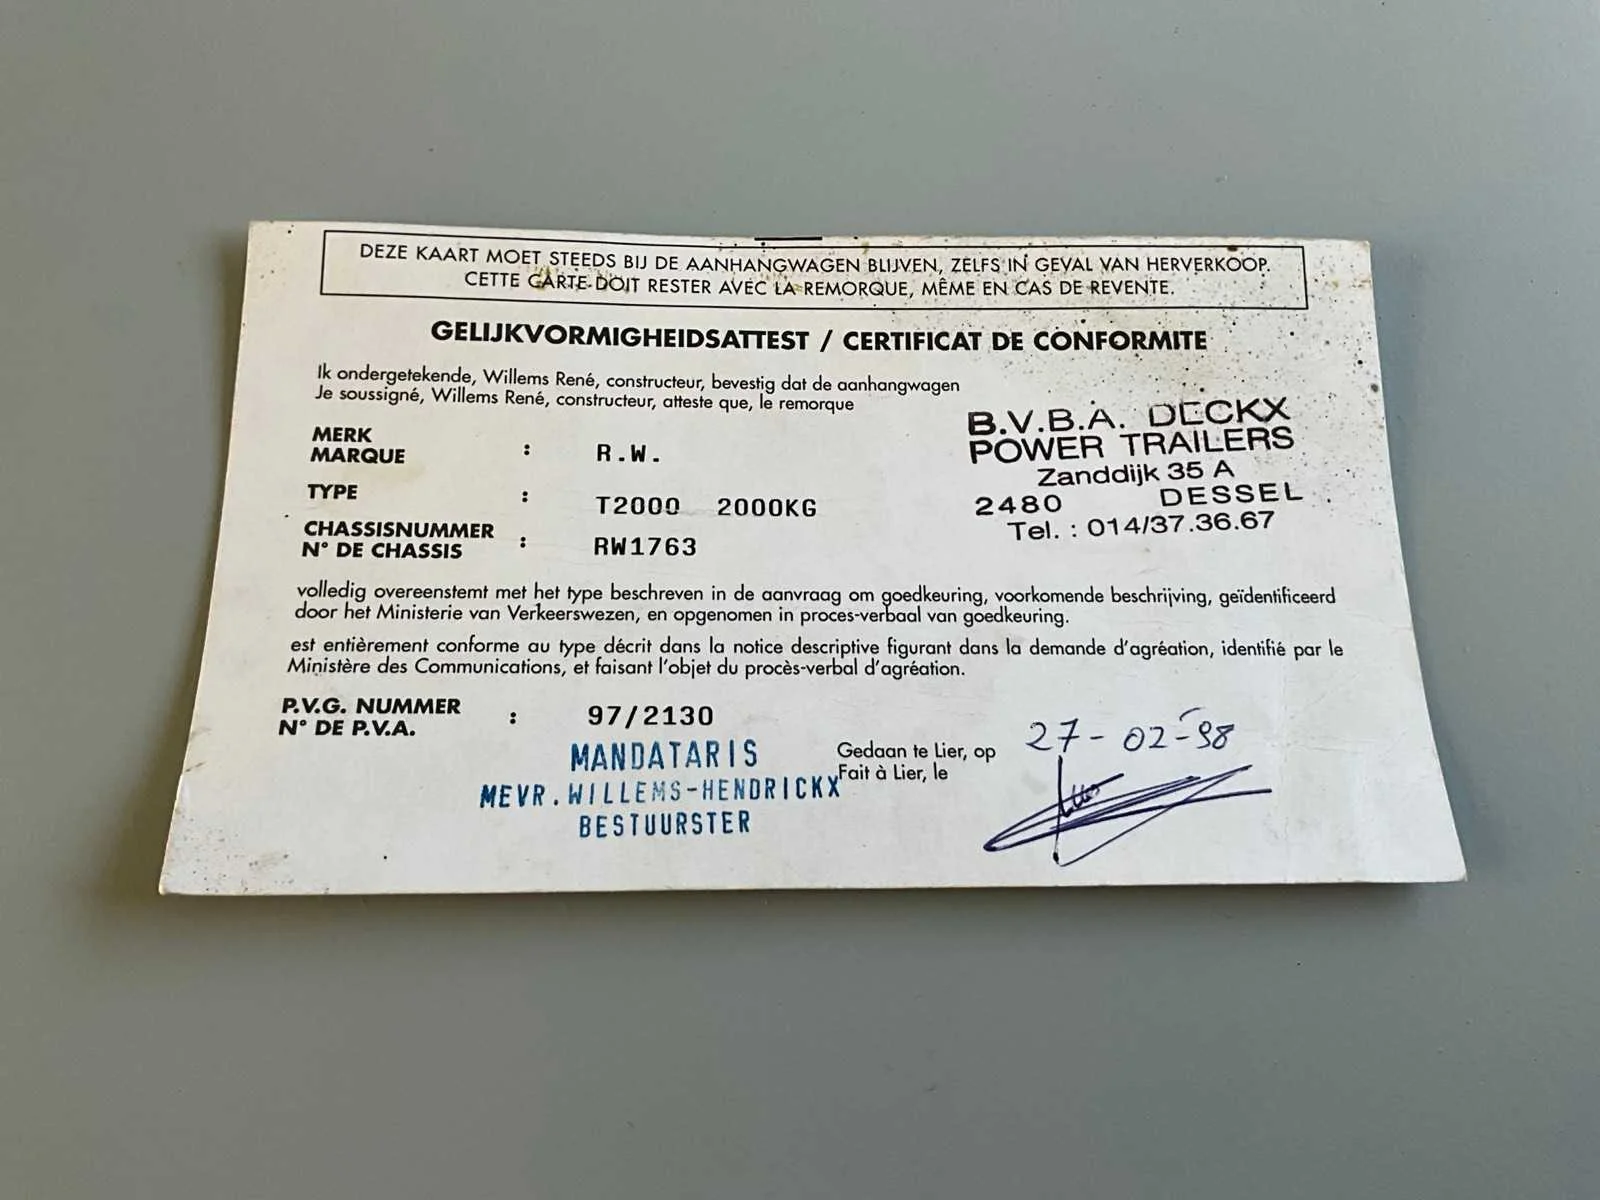 DEZE KAART MOET STEEDS BIJ DE AANHANGWAGEN BLIJVEN, ZELFS IN GEVAL VAN HERVERKOOP.
CETTE CARTE DOIT RESTER AVEC LA REMORQUE, MÊME EN CAS DE REVENTE.
GELIJKVORMIGHEIDSATTEST / CERTIFICAT DE CONFORMITE
Ik ondergetekende, Willems René, constructeur, bevestig dat de aanhangwagen
Je soussigné, Willems René, constructeur, atteste que, le remorque
B.V.B.A. DECKX
POWER TRAILERS
Zanddijk 35 A
2480 DESSEL
Tel. : 014/37.36.67
MERK
MARQUE : R.W.
TYPE : T2000 2000KG
CHASSISNUMMER
N° DE CHASSIS : RW1763
volledig overeenstemt met het type beschreven in de aanvraag om goedkeuring, voorkomende beschrijving, geïdentificeerd
door het Ministerie van Verkeerswezen, en opgenomen in proces-verbaal van goedkeuring.
est entièrement conforme au type décrit dans la notice descriptive figurant dans la demande d'agréation, identifié par le
Ministère des Communications, et faisant l'objet du procès-verbal d'agréation.
P.V.G. NUMMER
N° DE P.V.A. : 97/2130
MANDATARIS
MEVR. WILLEMS-HENDRICKX
BESTUURSTER
Gedaan te Lier, op 27-02-98
Fait à Lier, le